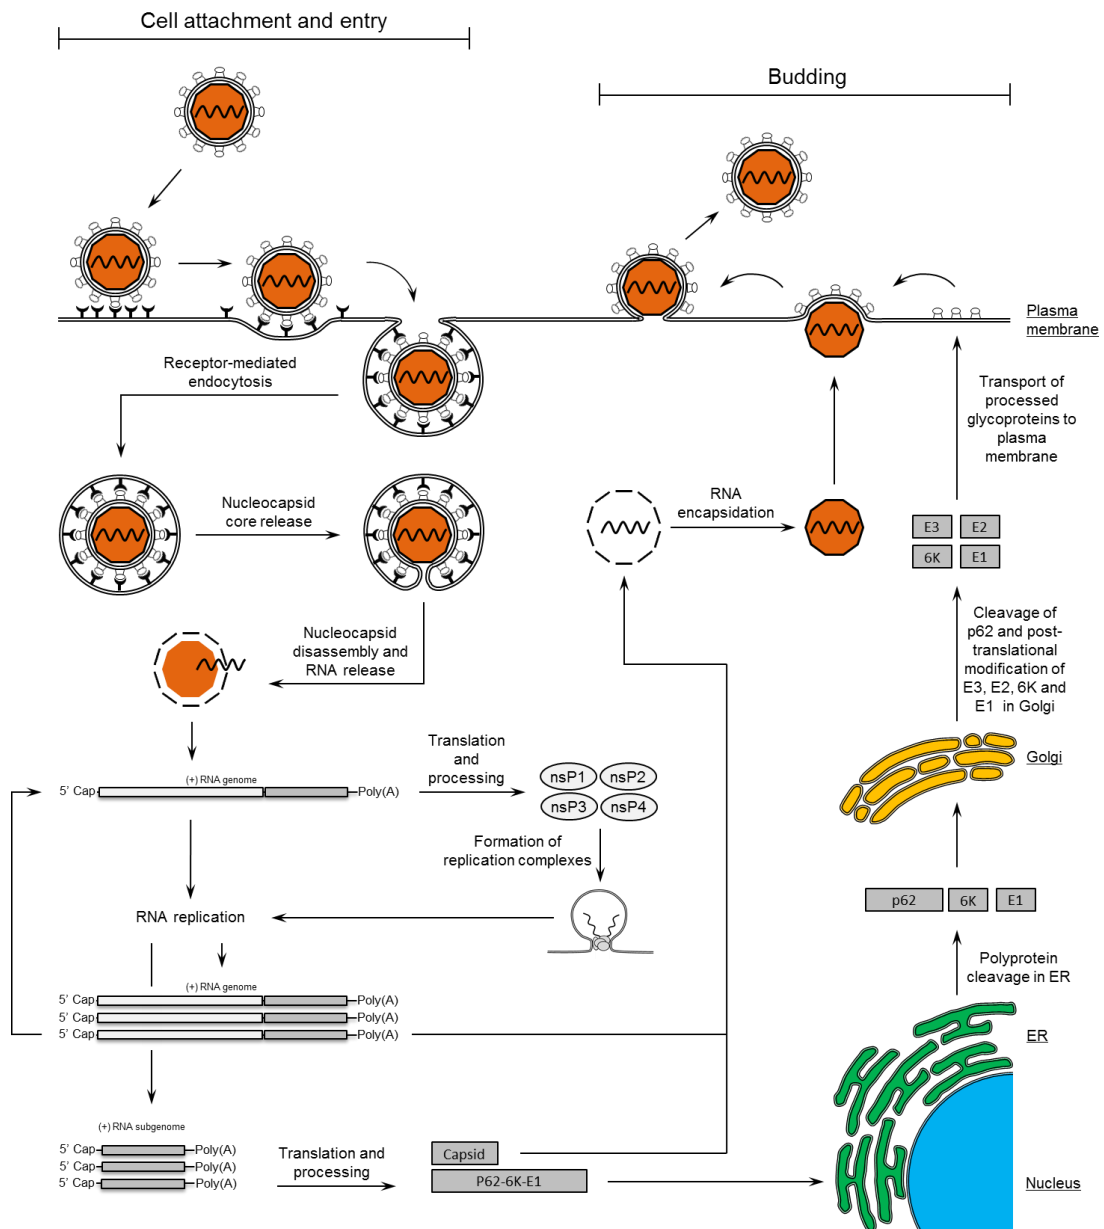 Cell attachment and entry
Budding
Plasma
membrane
Receptor-mediated
endocytosis
Transport of
processed
glycoproteins to
plasma
membrane
Nucleocapsid
core release
RNA
encapsidation
E3
E2
6K
E1
Cleavage of
p62 and post-
translational
modification of
E3, E2, 6K and
E1 in Golgi
Nucleocapsid
disassembly and
RNA release
Golgi
Translation
and
processing
(+) RNA genome
5' Cap
Poly(A)
nsP1
nsP2
nsP3
nsP4
Formation of
replication complexes
p62
6K
E1
RNA replication
Polyprotein
cleavage in ER
(+) RNA genome
5' Cap
Poly(A)
5' Cap
Poly(A)
5' Cap
Poly(A)
ER
(+) RNA subgenome
5' Cap
Poly(A)
5' Cap
Poly(A)
5' Cap
Poly(A)
Translation and
processing
Capsid
P62-6K-E1
Nucleus